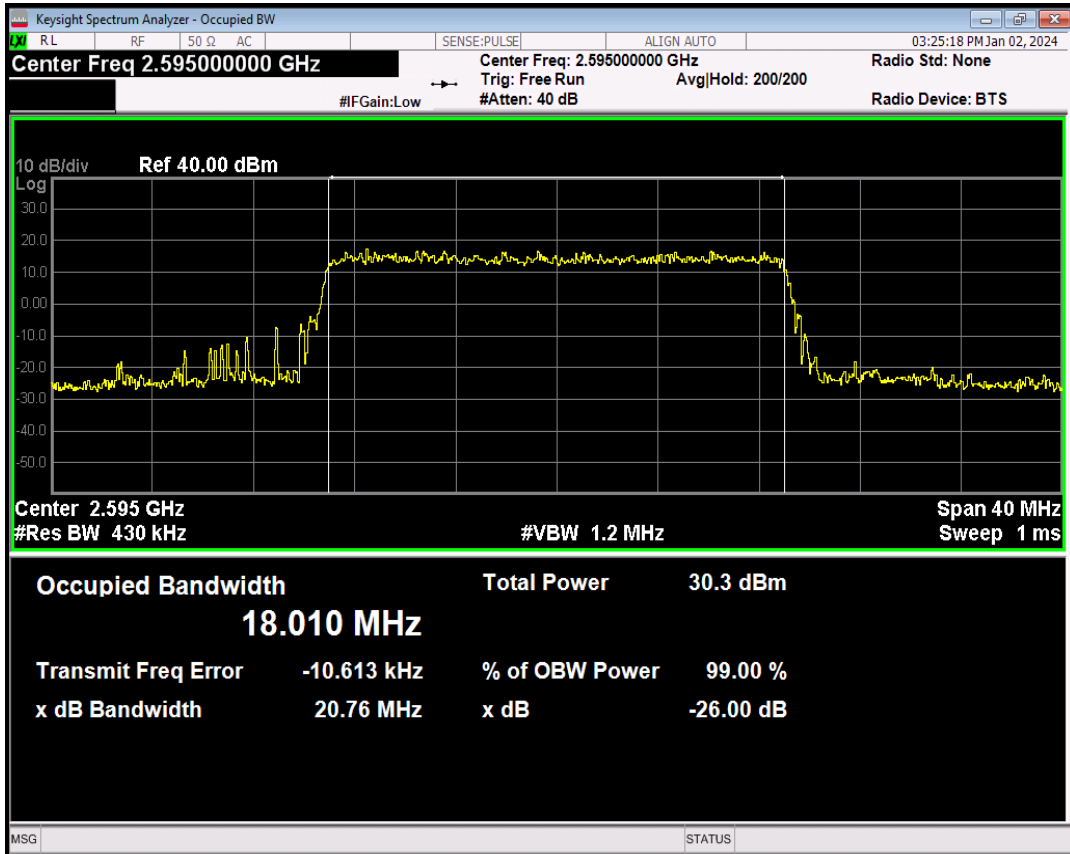 Keysight Spectrum Analyzer - Occupied BW
LXI RL RF 50 Ω AC SENSE:PULSE ALIGN AUTO 03:25:18 PM Jan 02, 2024
Center Freq 2.595000000 GHz Center Freq: 2.595000000 GHz Radio Std: None
Trig: Free Run Avg|Hold: 200/200
#IFGain:Low #Atten: 40 dB Radio Device: BTS
10 dB/div Ref 40.00 dBm
Log
30.0
20.0
10.0
0.00
-10.0
-20.0
-30.0
-40.0
-50.0
Center 2.595 GHz Span 40 MHz
#Res BW 430 kHz #VBW 1.2 MHz Sweep 1 ms
Occupied Bandwidth Total Power 30.3 dBm
18.010 MHz
Transmit Freq Error -10.613 kHz % of OBW Power 99.00 %
x dB Bandwidth 20.76 MHz x dB -26.00 dB
MSG STATUS